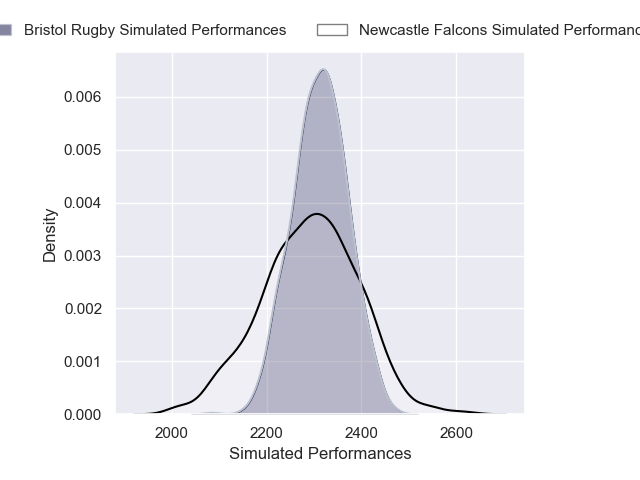 Bristol Rugby Simulated Performances
Newcastle Falcons Simulated
0.006
0.005
0.004
0.003
0.002
0.001
0.000
Density
2000 2200 2400 2600
Simulated Performances